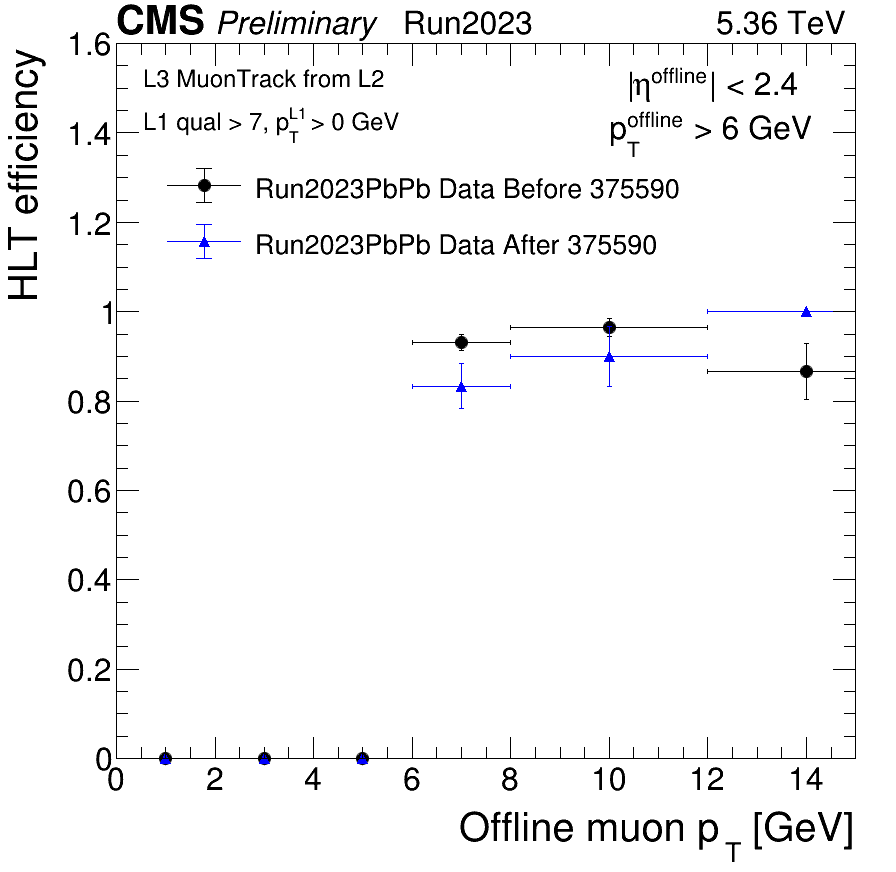 CMS Preliminary Run2023 5.36 TeV
L3 MuonTrack from L2
|η^offline| < 2.4
L1 qual > 7, p_T^L1 > 0 GeV
p_T^offline > 6 GeV
Run2023PbPb Data Before 375590
Run2023PbPb Data After 375590
HLT efficiency
1.6
1.4
1.2
1
0.8
0.6
0.4
0.2
0
0 2 4 6 8 10 12 14
Offline muon p_T [GeV]